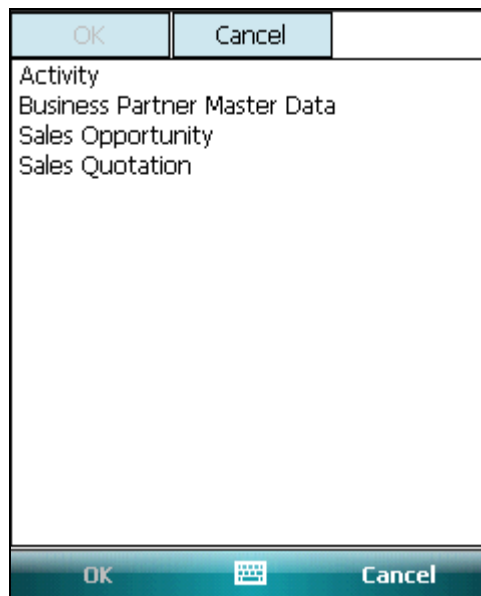 OK Cancel
Activity
Business Partner Master Data
Sales Opportunity
Sales Quotation
OK Cancel